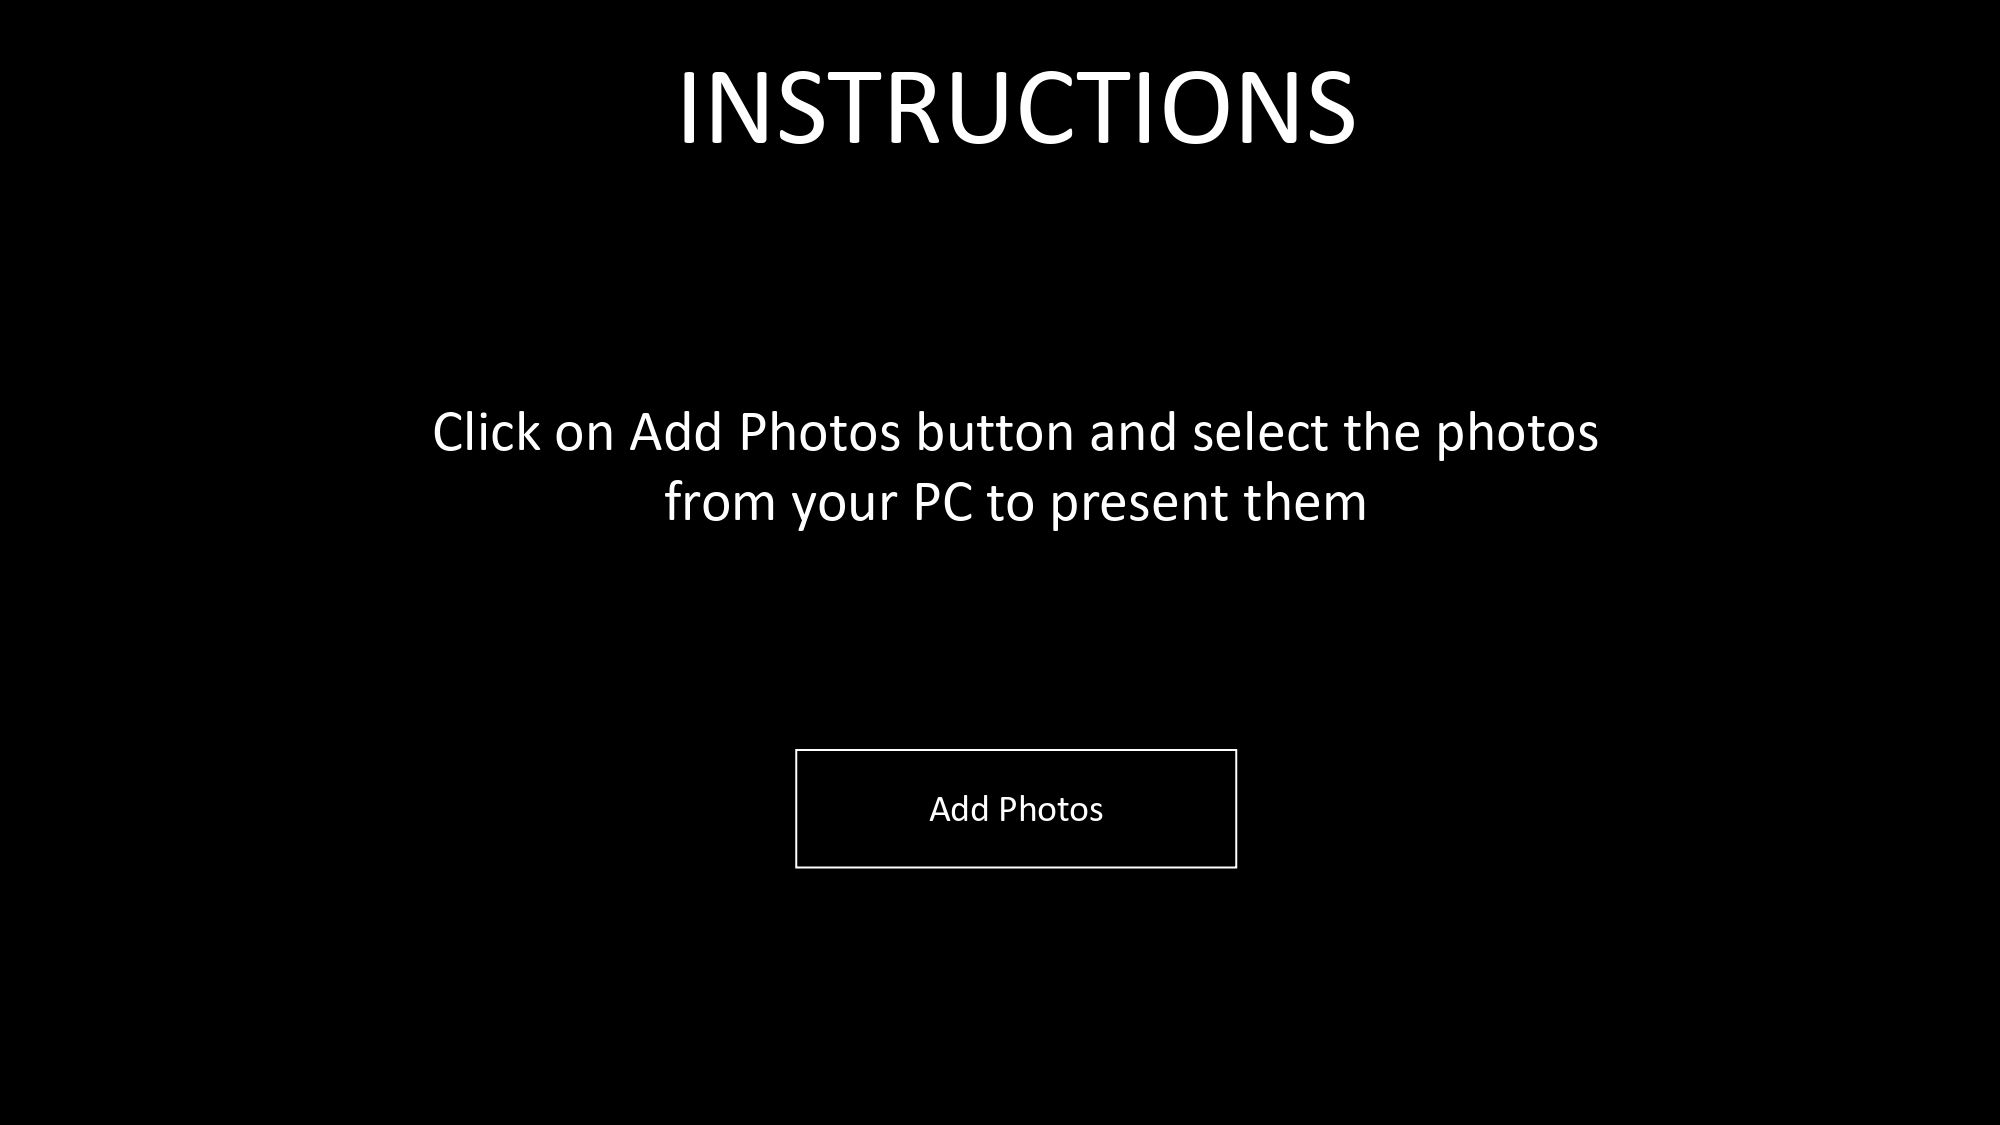 INSTRUCTIONS
Click on Add Photos button and select the photos
from your PC to present them
Add Photos